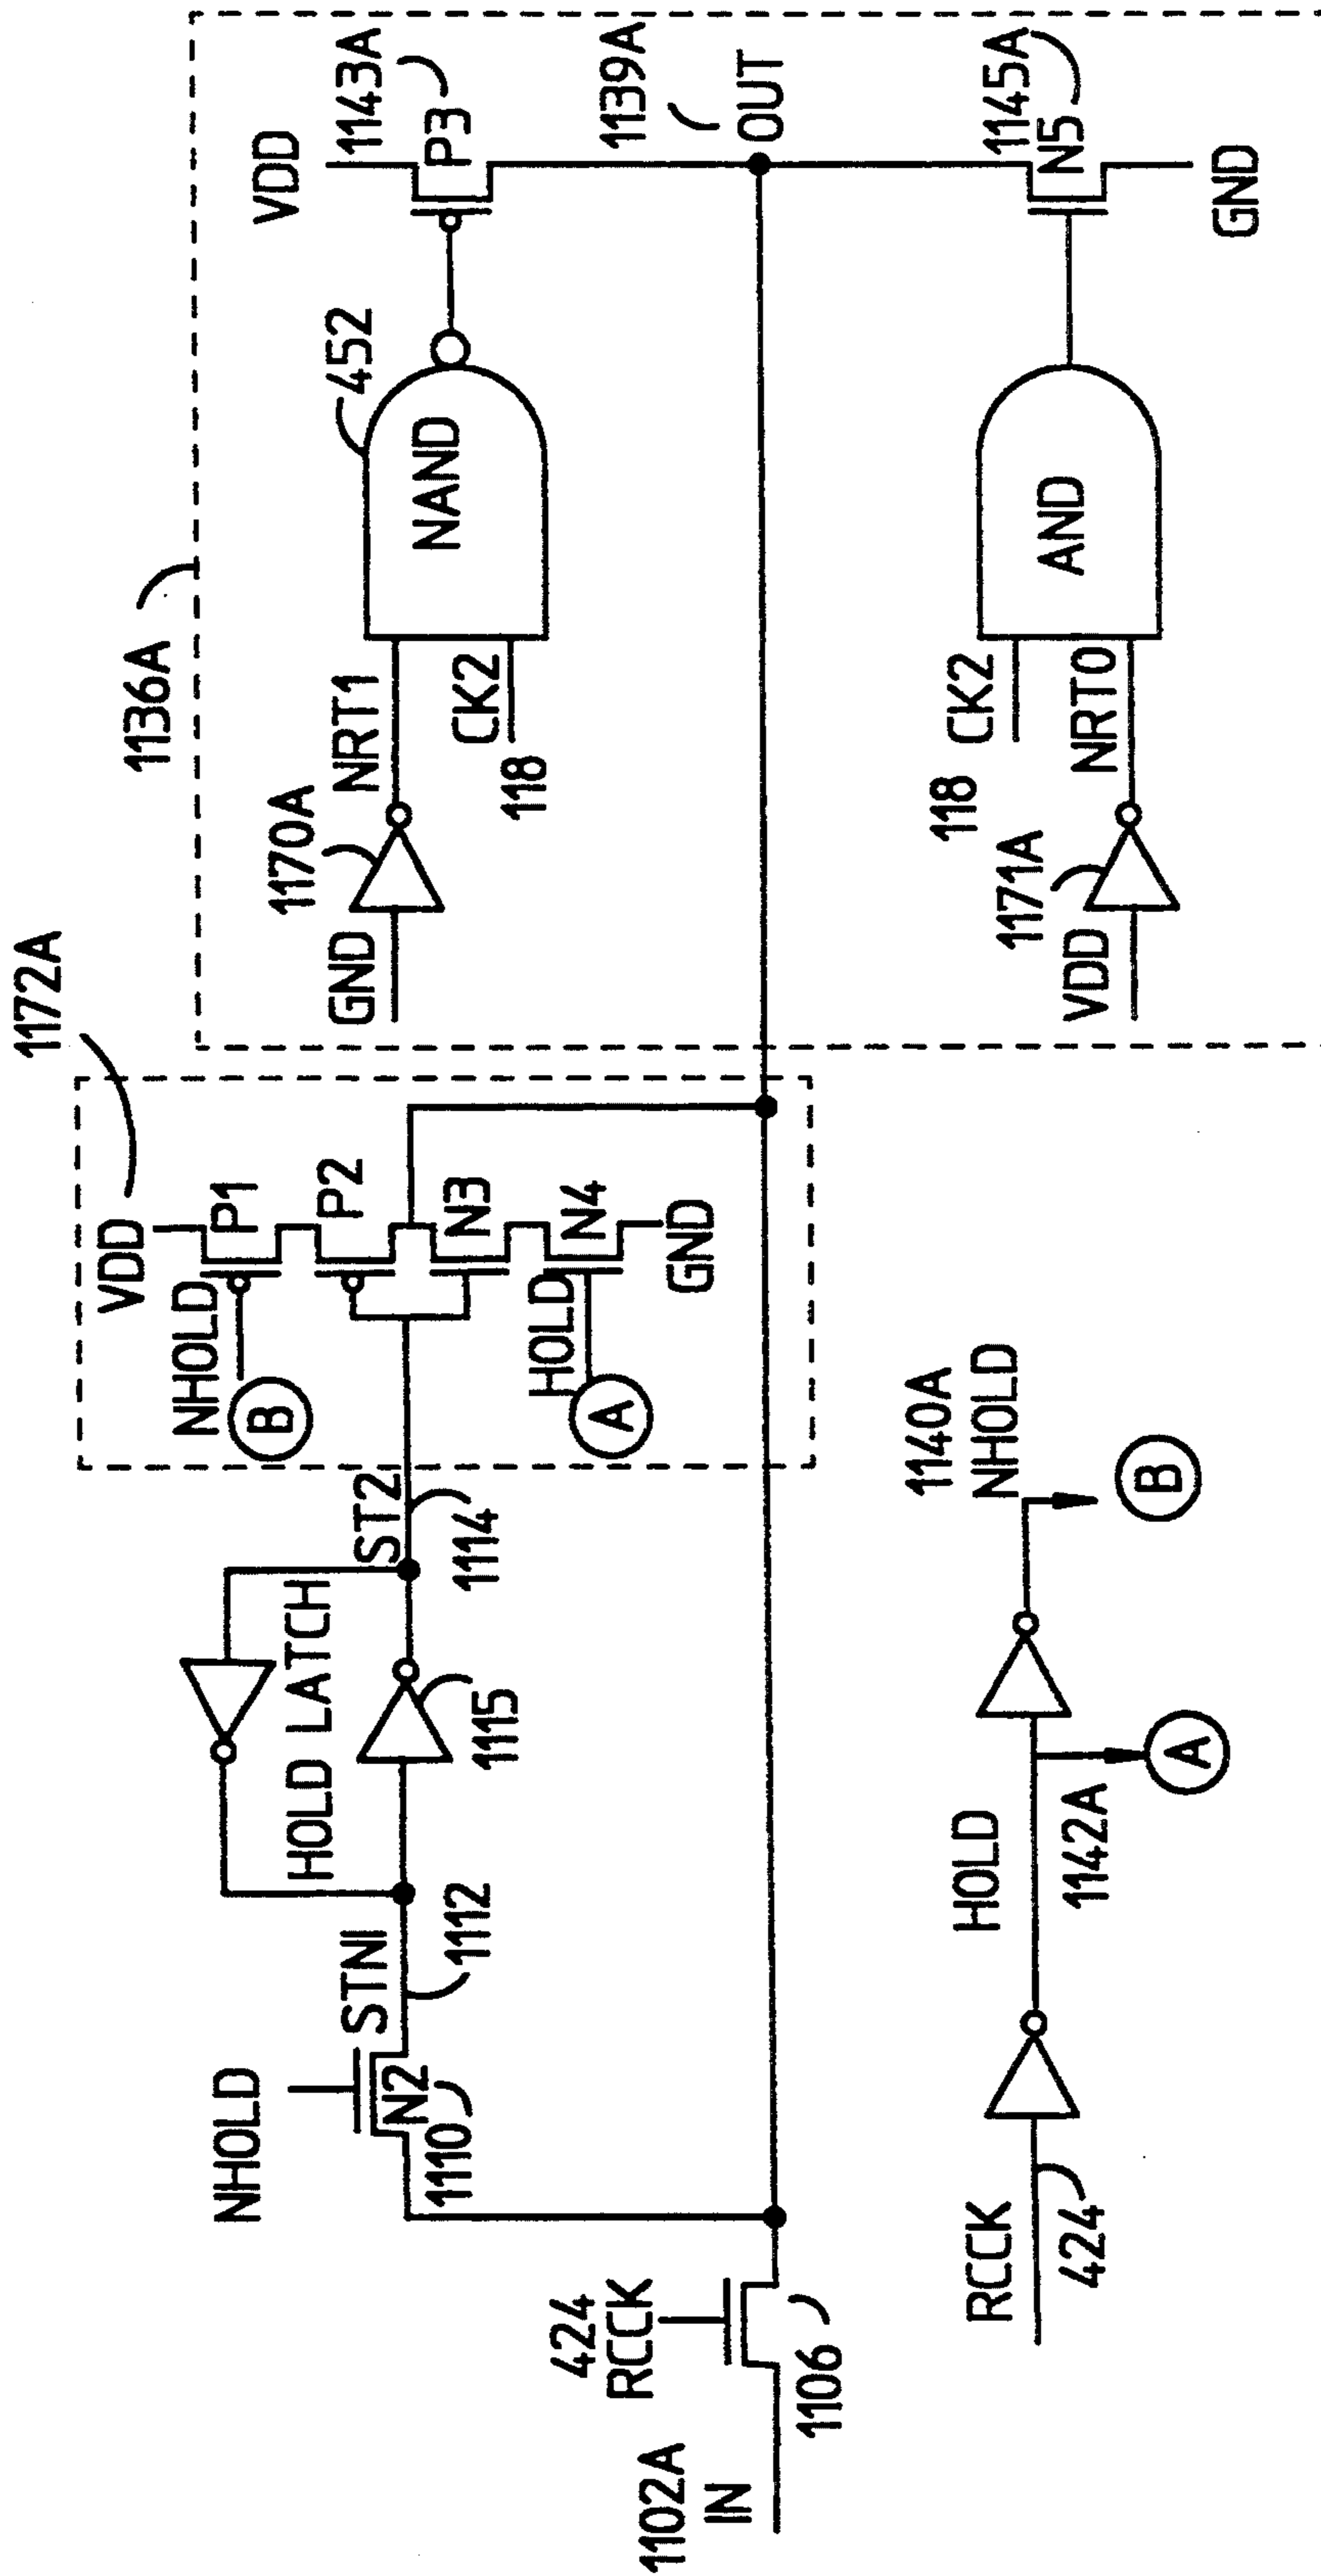 1172A
1136A
VDD
NHOLD
P1
B
P2
N3
HOLD
N4
A
GND
NHOLD
STNI
N2
1110
1112
HOLD LATCH
1115
ST2
1114
GND
1170A
NRT1
CK2
118
NAND
452
VDD
P3
1143A
1139A
OUT
118
CK2
NRT0
1171A
VDD
AND
N5
1145A
GND
1102A
IN
424
RCCK
1106
RCCK
424
HOLD
1142A
A
1140A
NHOLD
B